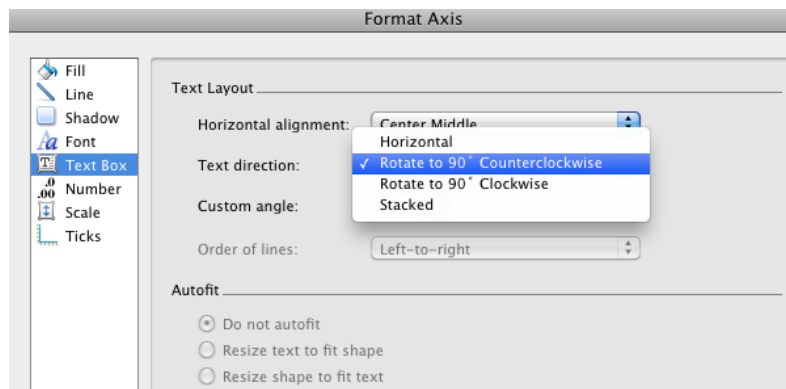 Format Axis
Fill
Line
Shadow
Font
Text Box
Number
Scale
Ticks
Text Layout
Horizontal alignment: Center Middle
Horizontal
Text direction: ✓ Rotate to 90˚ Counterclockwise
Rotate to 90˚ Clockwise
Custom angle: Stacked
Order of lines: Left-to-right
Autofit
Do not autofit
Resize text to fit shape
Resize shape to fit text